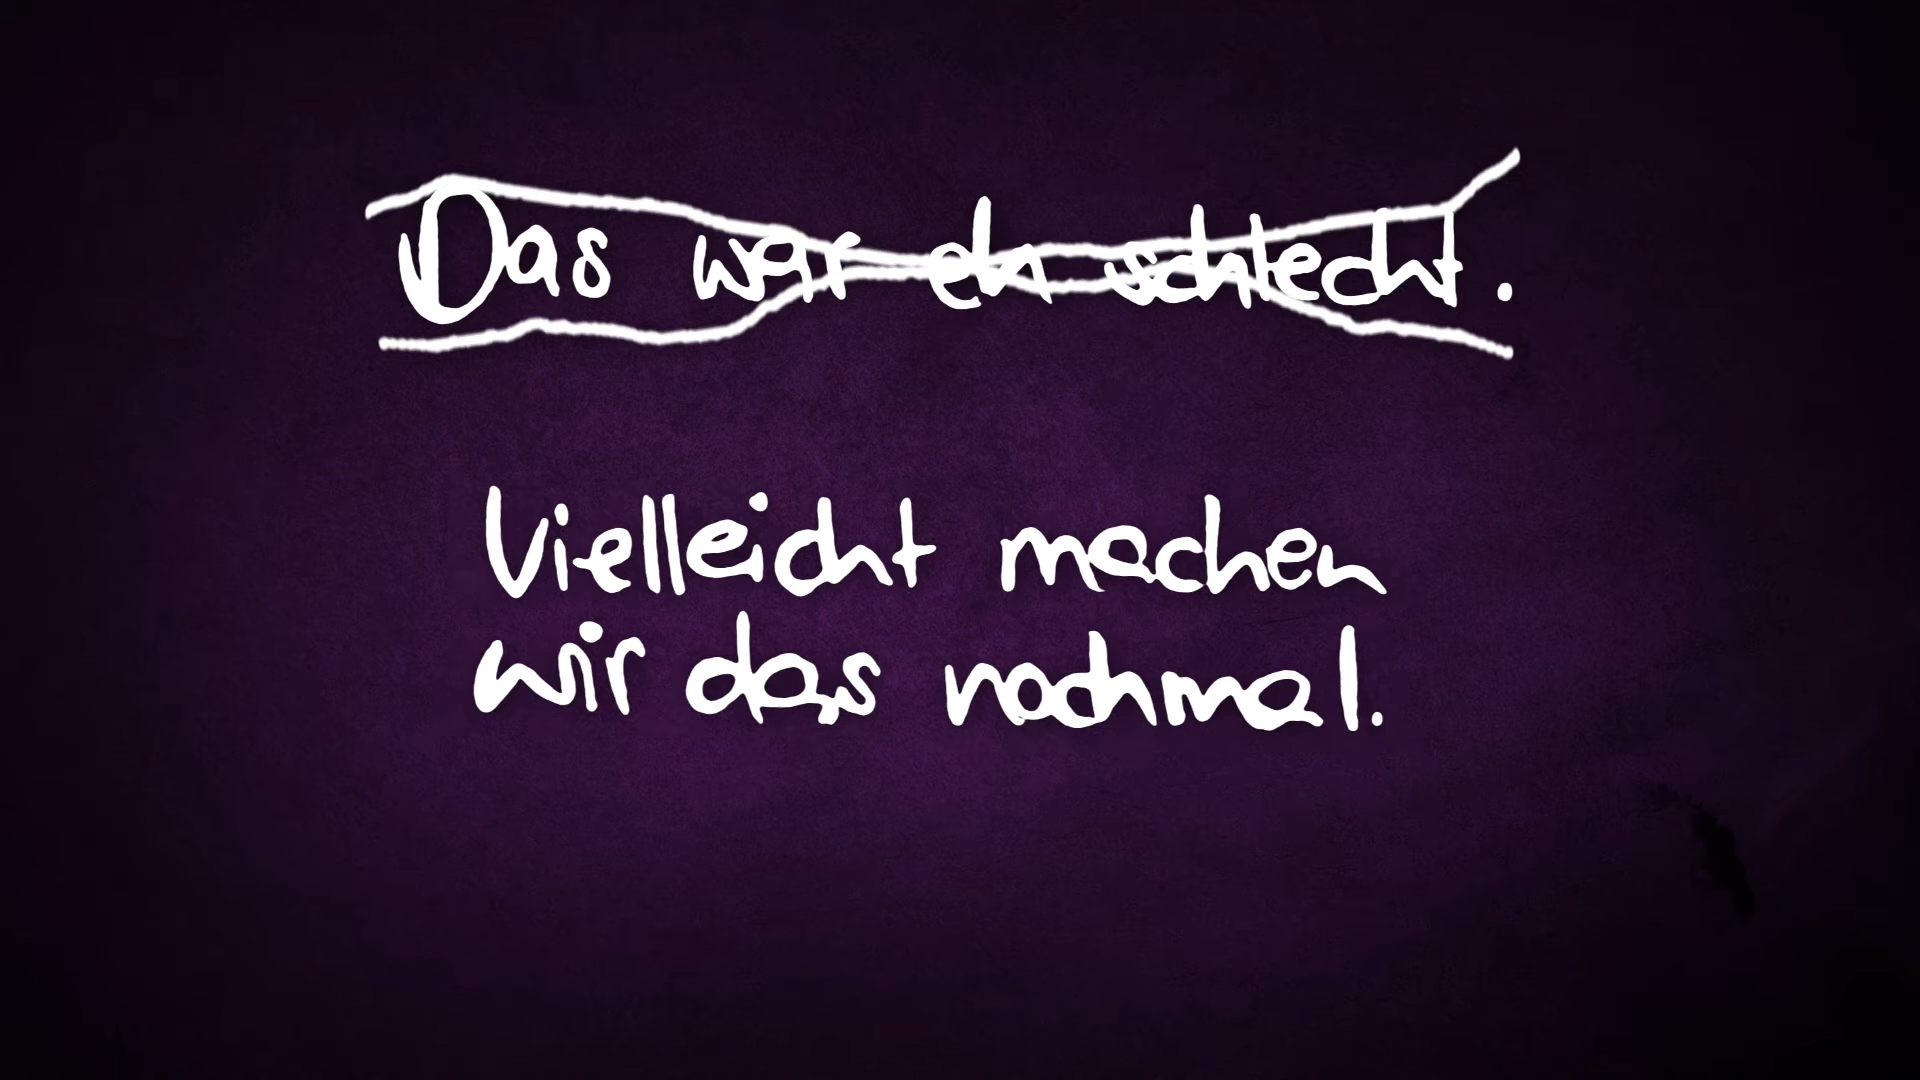 Das war eh schlecht.
Vielleicht machen
wir das nochmal.